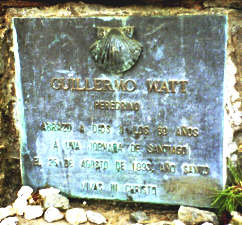 GUILLERMO WATT
PEREGRINO
ABRAZO A DIOS A LOS 69 AÑOS
A UNA JORNADA DE SANTIAGO
EL 25 DE AGOSTO DE 1993 AÑO SANTO
VIVAS IN CHRISTO